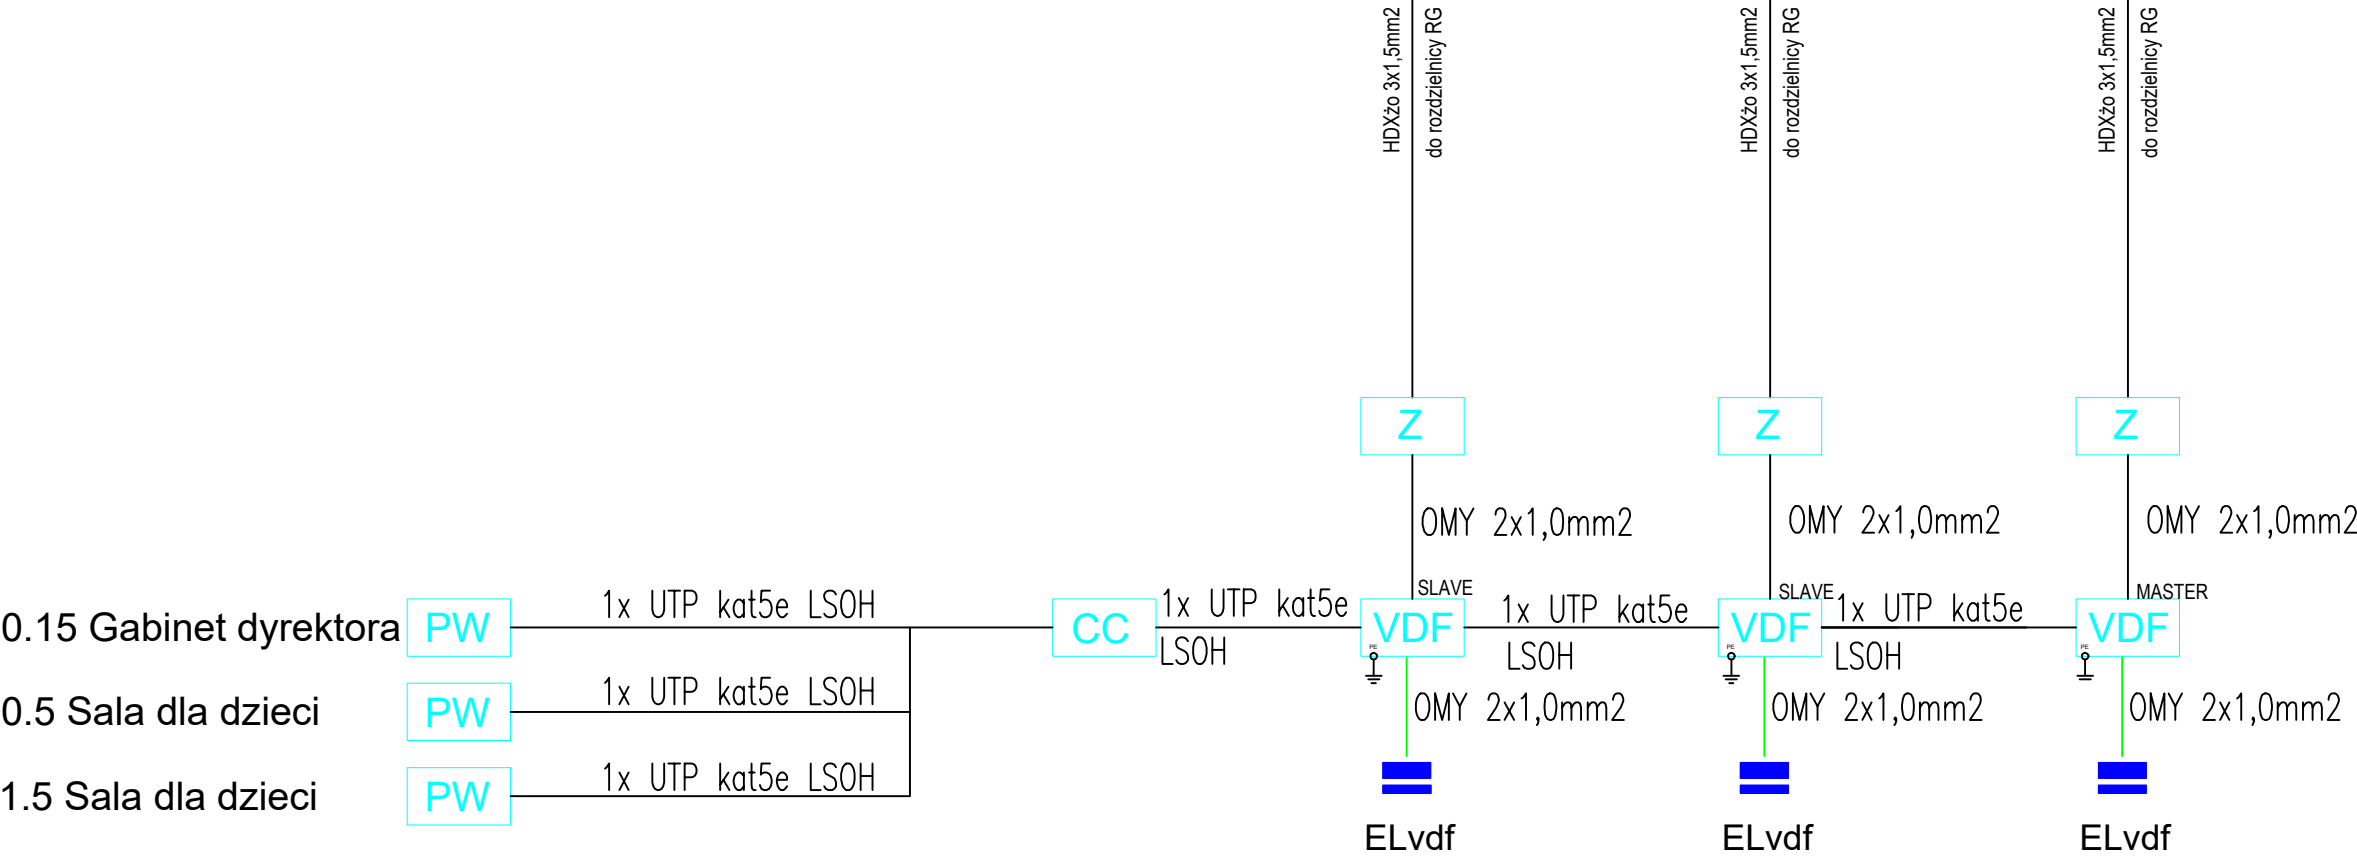 HDXżo 3x1,5mm2
do rozdzielnicy RG
HDXżo 3x1,5mm2
do rozdzielnicy RG
HDXżo 3x1,5mm2
do rozdzielnicy RG
Z
Z
Z
OMY 2x1,0mm2
OMY 2x1,0mm2
OMY 2x1,0mm2
SLAVE
SLAVE
MASTER
0.15 Gabinet dyrektora
PW
1x UTP kat5e LSOH
CC
1x UTP kat5e
LSOH
VDF
PE
1x UTP kat5e
LSOH
VDF
PE
1x UTP kat5e
LSOH
VDF
PE
0.5 Sala dla dzieci
PW
1x UTP kat5e LSOH
OMY 2x1,0mm2
OMY 2x1,0mm2
OMY 2x1,0mm2
1.5 Sala dla dzieci
PW
1x UTP kat5e LSOH
ELvdf
ELvdf
ELvdf